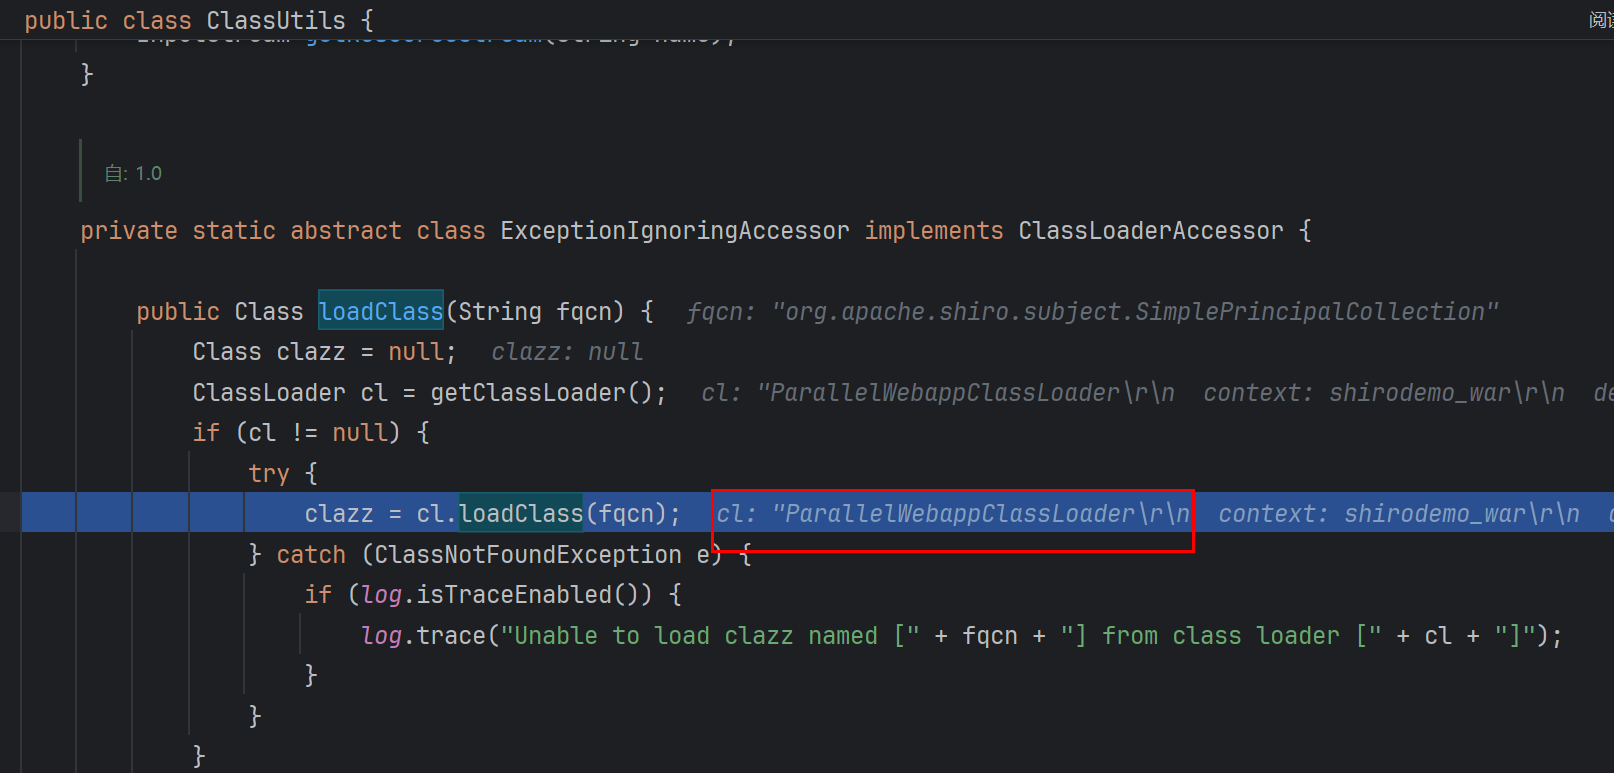 public class ClassUtils {
}
自: 1.0
private static abstract class ExceptionIgnoringAccessor implements ClassLoaderAccessor {
public Class loadClass(String fqcn) {  fqcn: "org.apache.shiro.subject.SimplePrincipalCollection"
Class clazz = null;  clazz: null
ClassLoader cl = getClassLoader();  cl: "ParallelWebappClassLoader\r\n  context: shirodemo_war\r\n  de
if (cl != null) {
try {
clazz = cl.loadClass(fqcn);  cl: "ParallelWebappClassLoader\r\n  context: shirodemo_war\r\n
} catch (ClassNotFoundException e) {
if (log.isTraceEnabled()) {
log.trace("Unable to load clazz named [" + fqcn + "] from class loader [" + cl + "]");
}
}
}